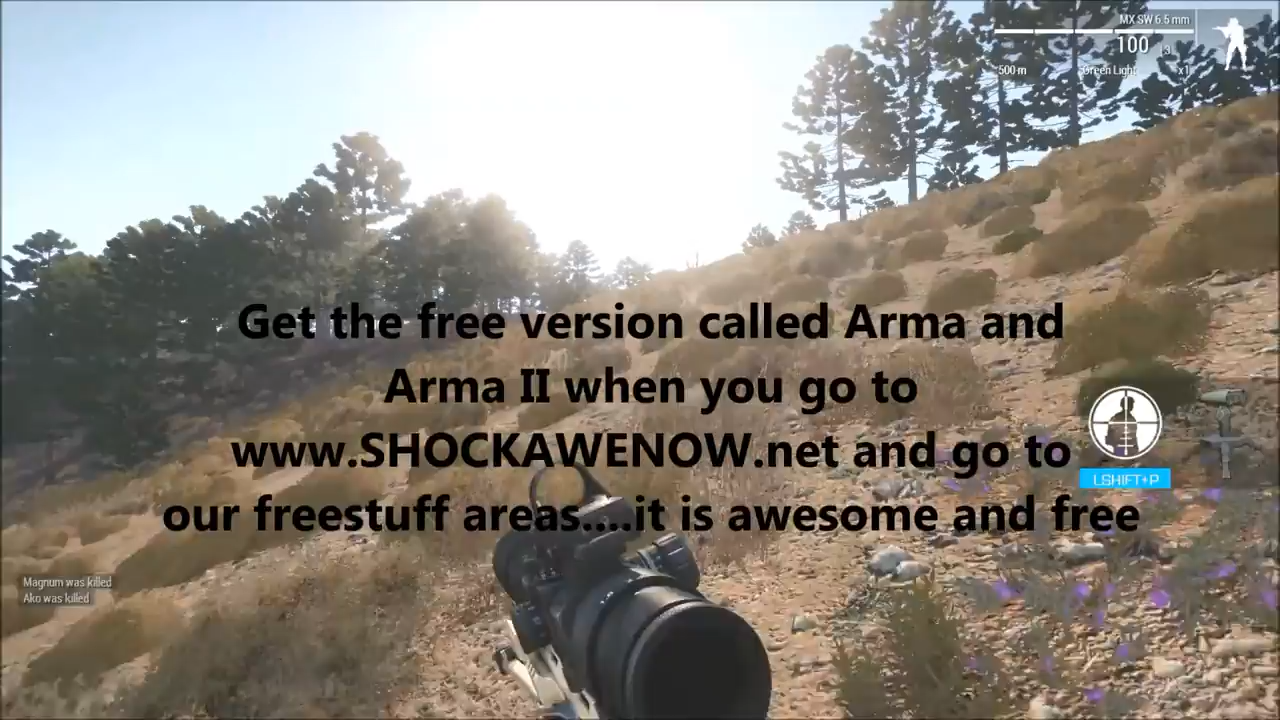 MX SW 6.5 mm
100
500 m Green Light x1
Get the free version called Arma and
Arma II when you go to
www.SHOCKAWENOW.net and go to
our freestuff areas....it is awesome and free
LSHIFT+P
Magnum was killed
Ako was killed